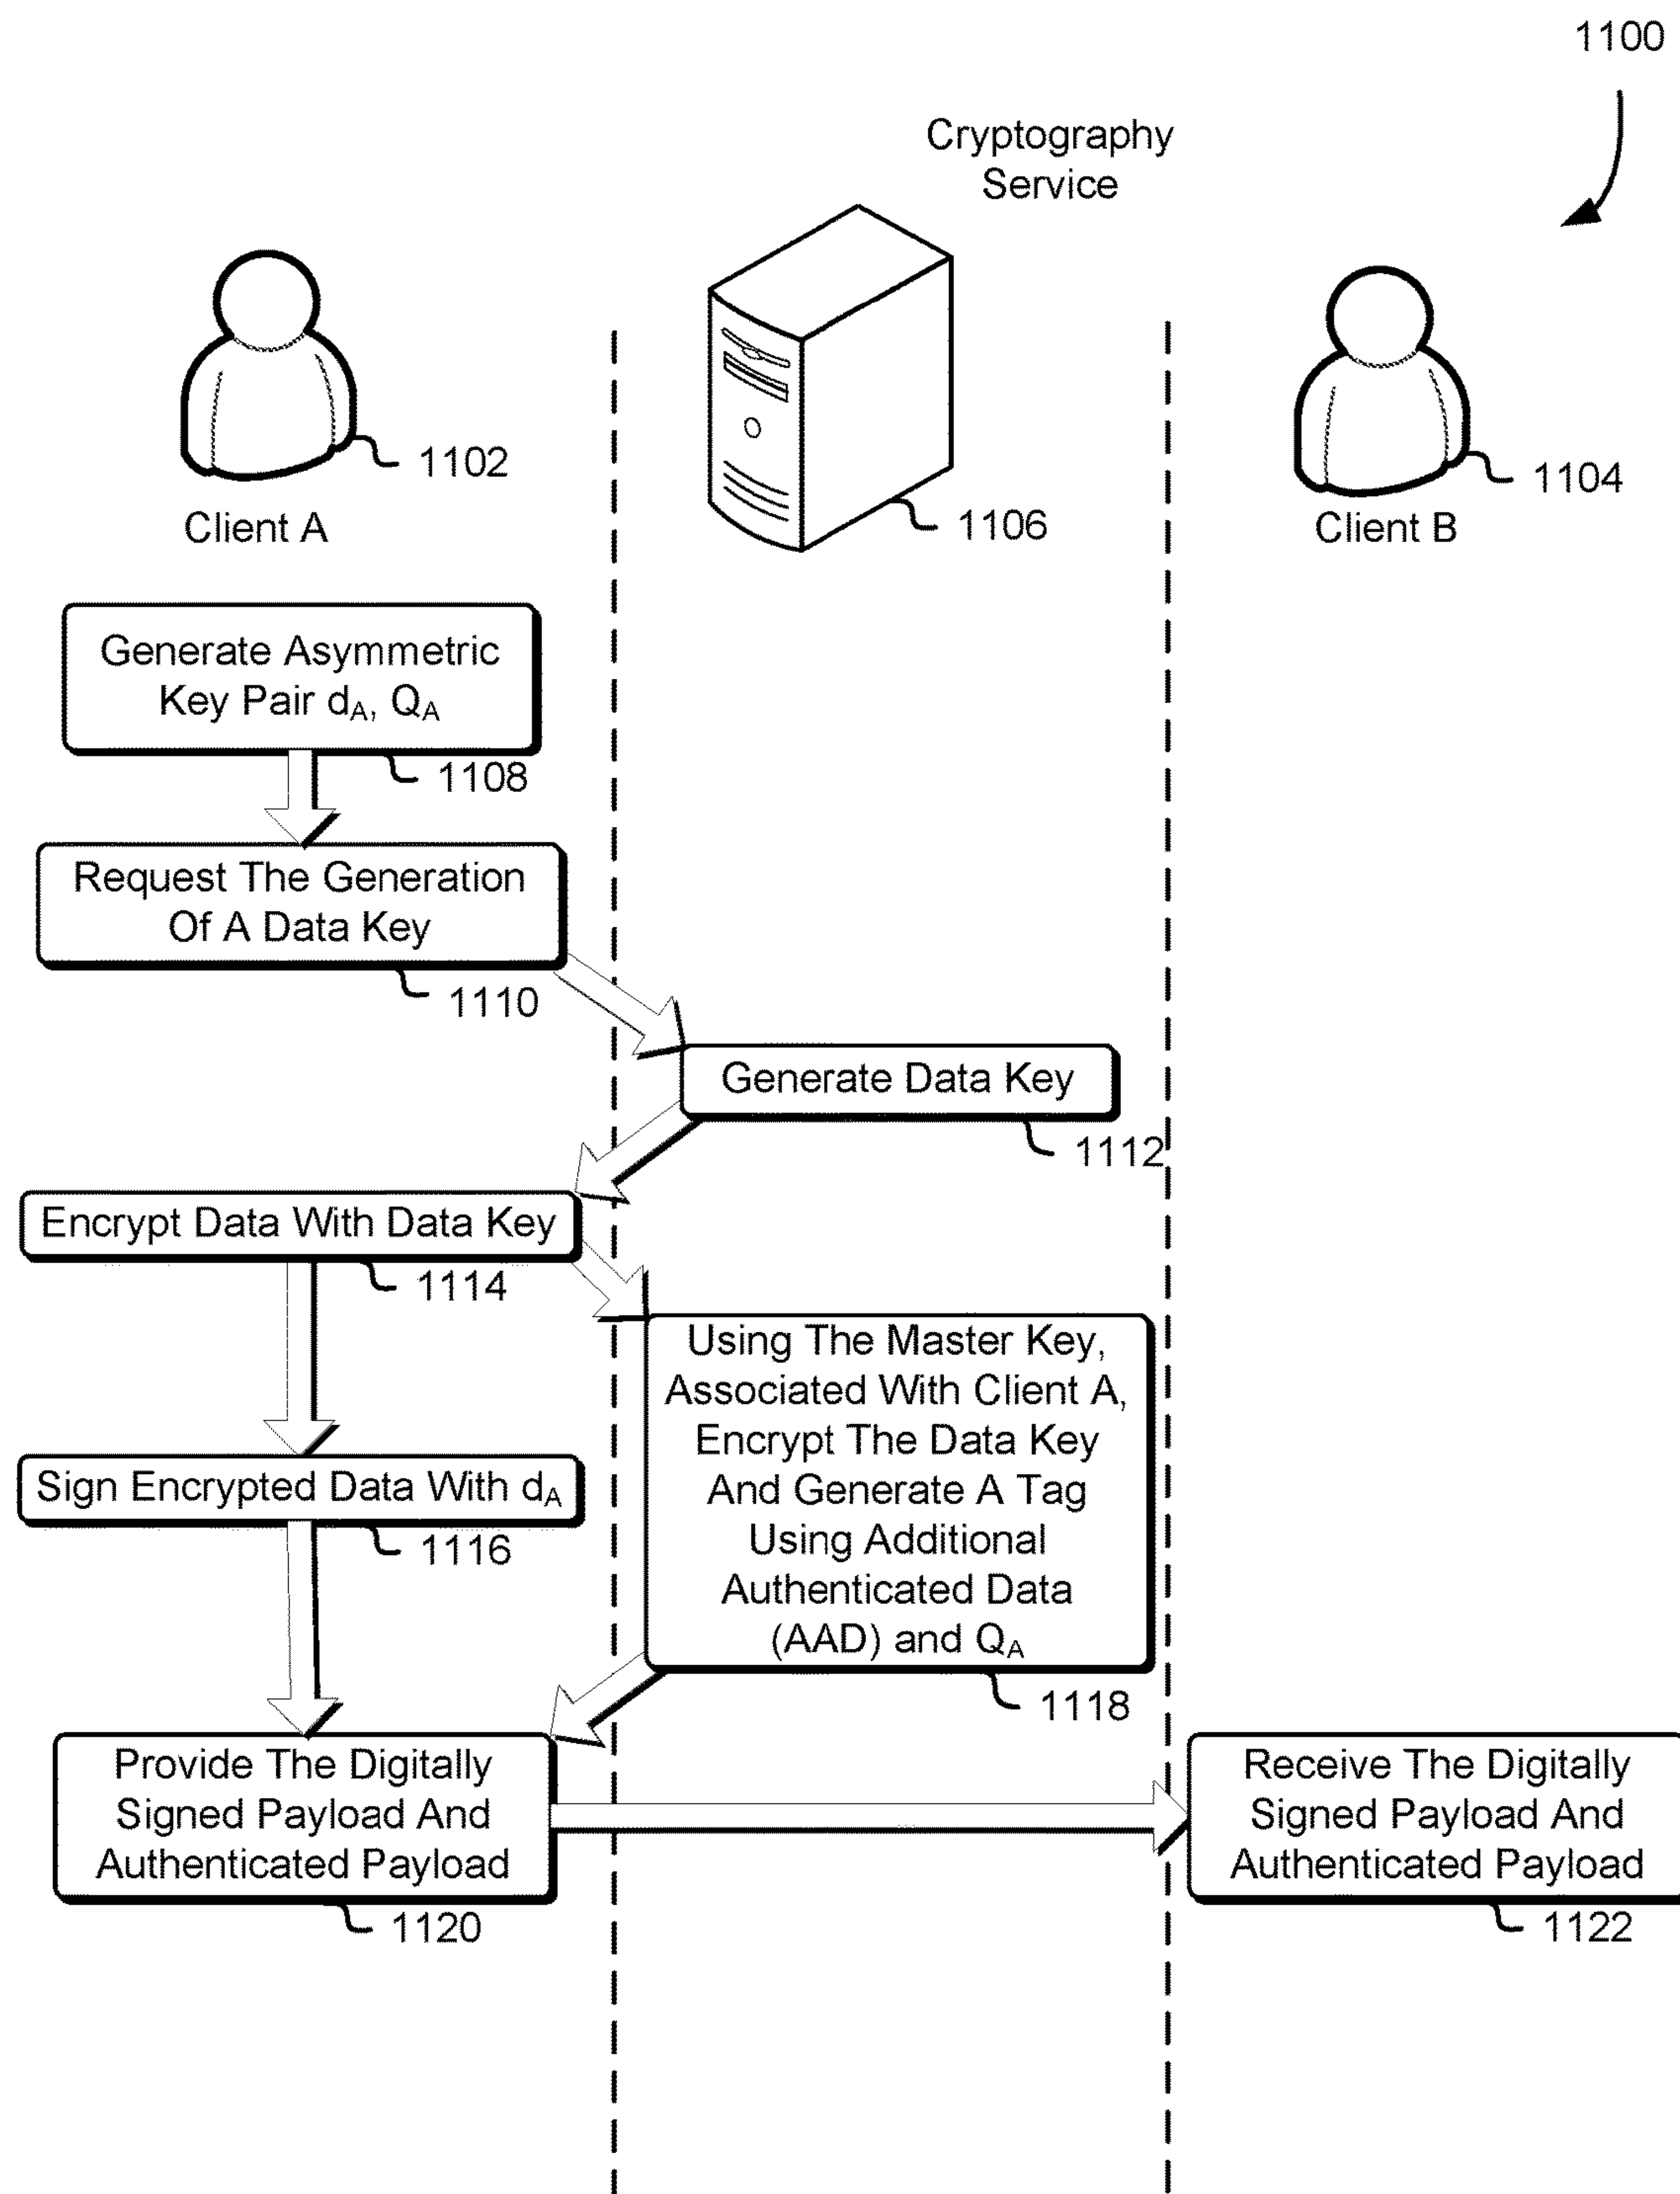 1100
Cryptography
Service
1102
Client A
1106
1104
Client B
Generate Asymmetric
Key Pair dA, QA
1108
Request The Generation
Of A Data Key
1110
Generate Data Key
1112
Encrypt Data With Data Key
1114
Using The Master Key,
Associated With Client A,
Encrypt The Data Key
And Generate A Tag
Using Additional
Authenticated Data
(AAD) and QA
1118
Sign Encrypted Data With dA
1116
Provide The Digitally
Signed Payload And
Authenticated Payload
1120
Receive The Digitally
Signed Payload And
Authenticated Payload
1122